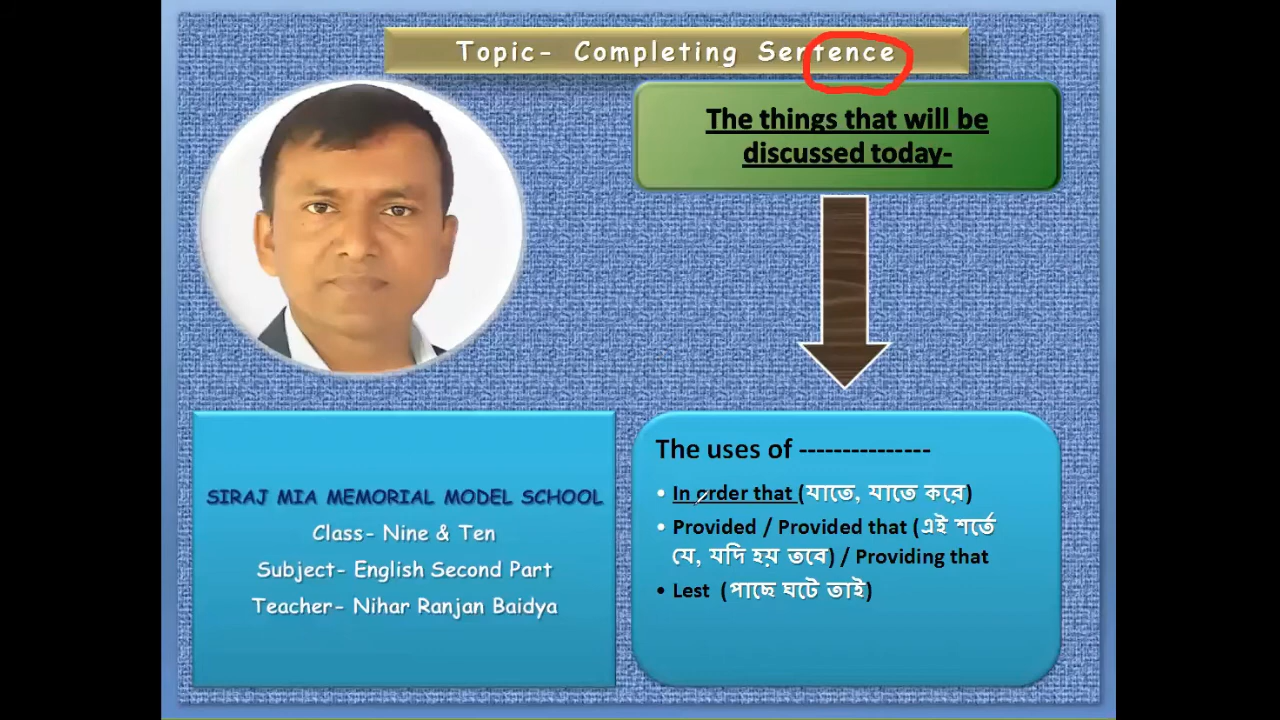 Topic- Completing Sentence
The things that will be
discussed today-
SIRAJ MIA MEMORIAL MODEL SCHOOL
Class- Nine & Ten
Subject- English Second Part
Teacher- Nihar Ranjan Baidya
The uses of ---------------
• In order that (যাতে, যাতে করে)
• Provided / Provided that (এই শর্তে
যে, যদি হয় তবে) / Providing that
• Lest (পাছে ঘটে তাই)